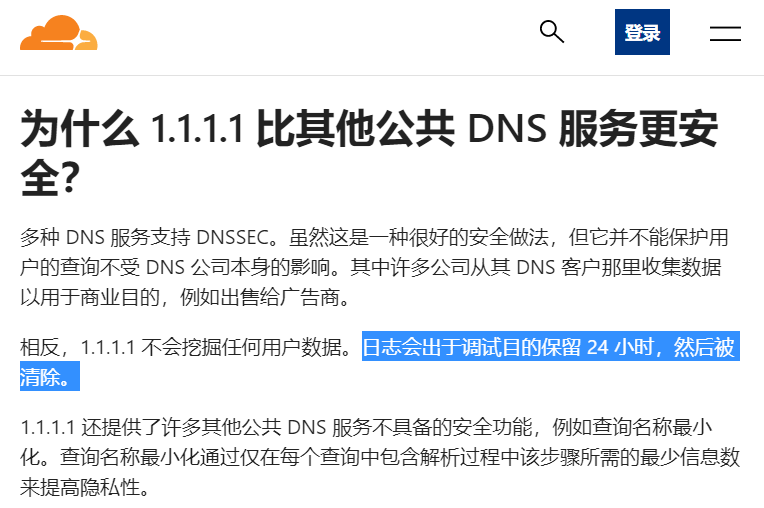 登录
为什么 1.1.1.1 比其他公共 DNS 服务更安
全？
多种 DNS 服务支持 DNSSEC。虽然这是一种很好的安全做法，但它并不能保护用
户的查询不受 DNS 公司本身的影响。其中许多公司从其 DNS 客户那里收集数据
以用于商业目的，例如出售给广告商。
相反，1.1.1.1 不会挖掘任何用户数据。日志会出于调试目的保留 24 小时，然后被
清除。
1.1.1.1 还提供了许多其他公共 DNS 服务不具备的安全功能，例如查询名称最小
化。查询名称最小化通过仅在每个查询中包含解析过程中该步骤所需的最少信息数
来提高隐私性。